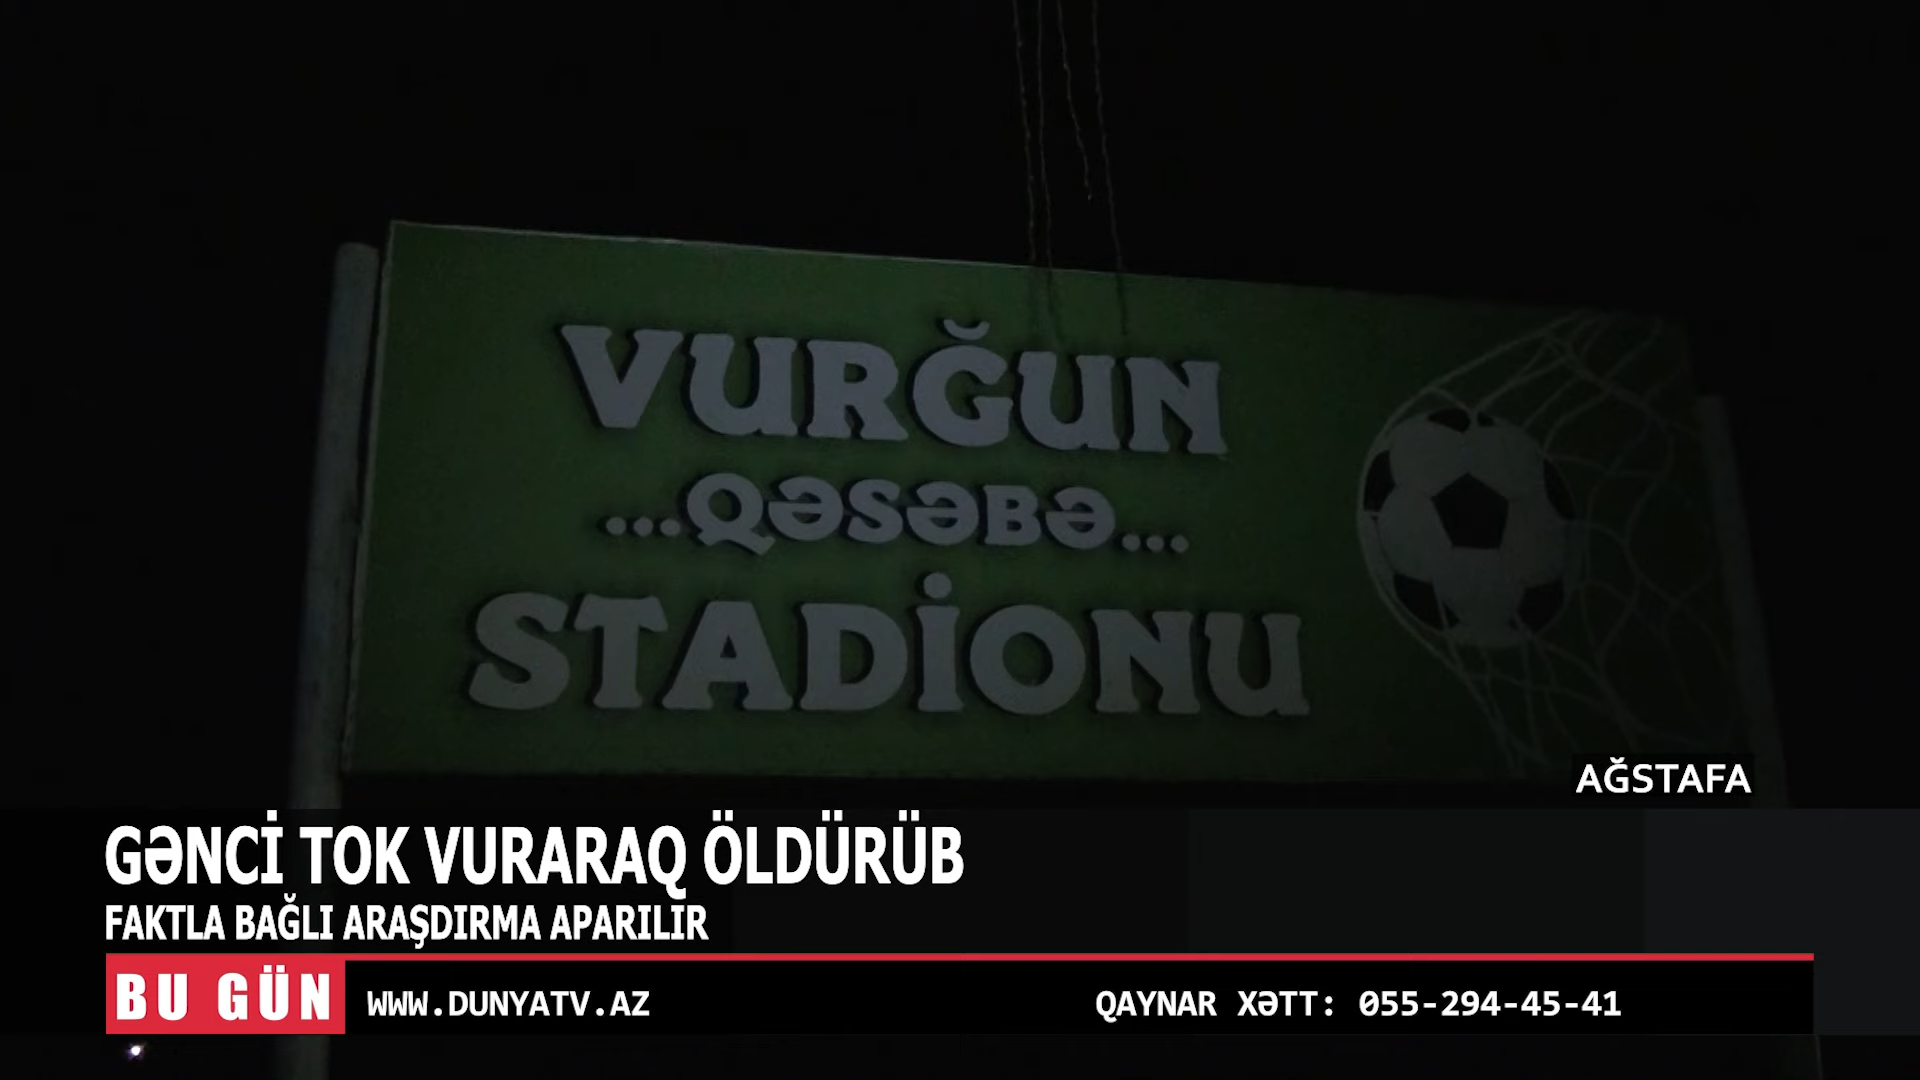 VURĞUN
...QƏSƏBƏ...
STADİONU
AĞSTAFA
GƏNCİ TOK VURARAQ ÖLDÜRÜB
FAKTLA BAĞLI ARAŞDIRMA APARILIR
BU GÜN WWW.DUNYATV.AZ QAYNAR XƏTT: 055-294-45-41